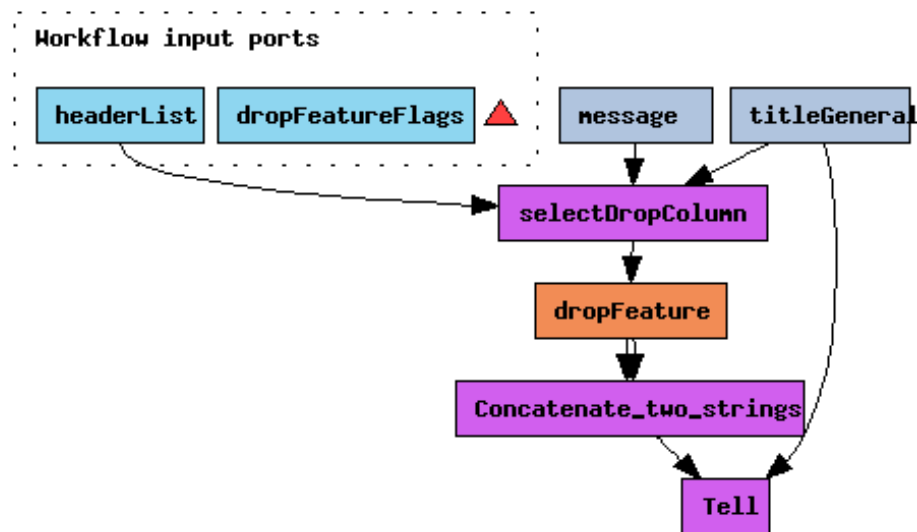 Workflow input ports
headerList
dropFeatureFlags
message
titleGeneral
selectDropColumn
dropFeature
Concatenate_two_strings
Tell